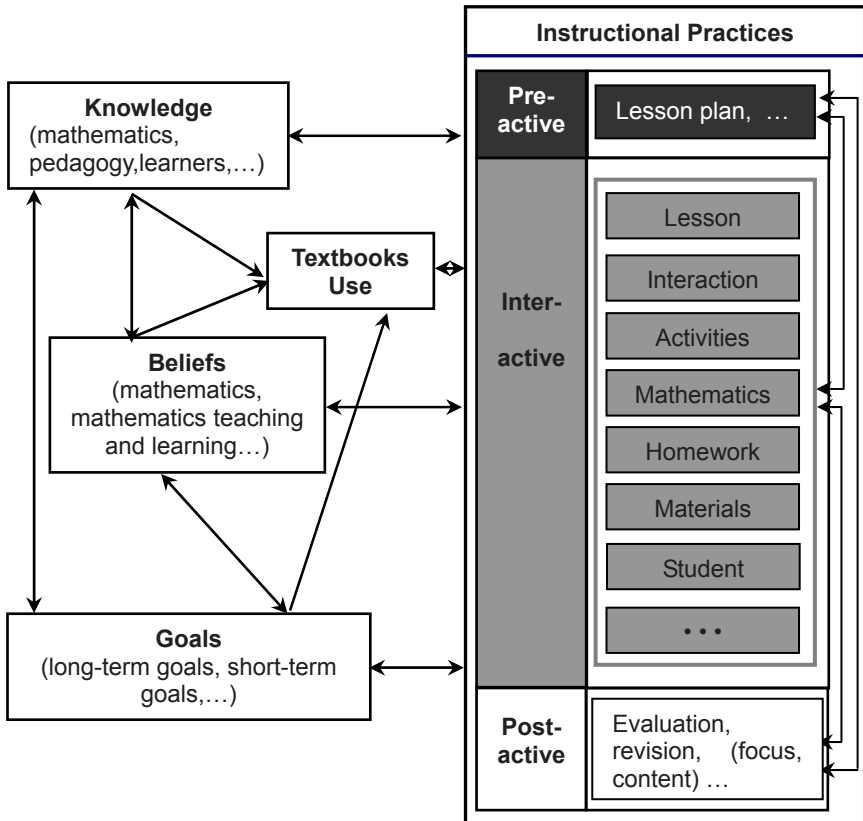 Instructional Practices
Knowledge
(mathematics,
pedagogy,learners,…)
Textbooks
Use
Beliefs
(mathematics,
mathematics teaching
and learning…)
Goals
(long-term goals, short-term
goals,…)
Pre-
active
Lesson plan, …
Inter-
active
Lesson
Interaction
Activities
Mathematics
Homework
Materials
Student
• • •
Post-
active
Evaluation,
revision, (focus,
content) …